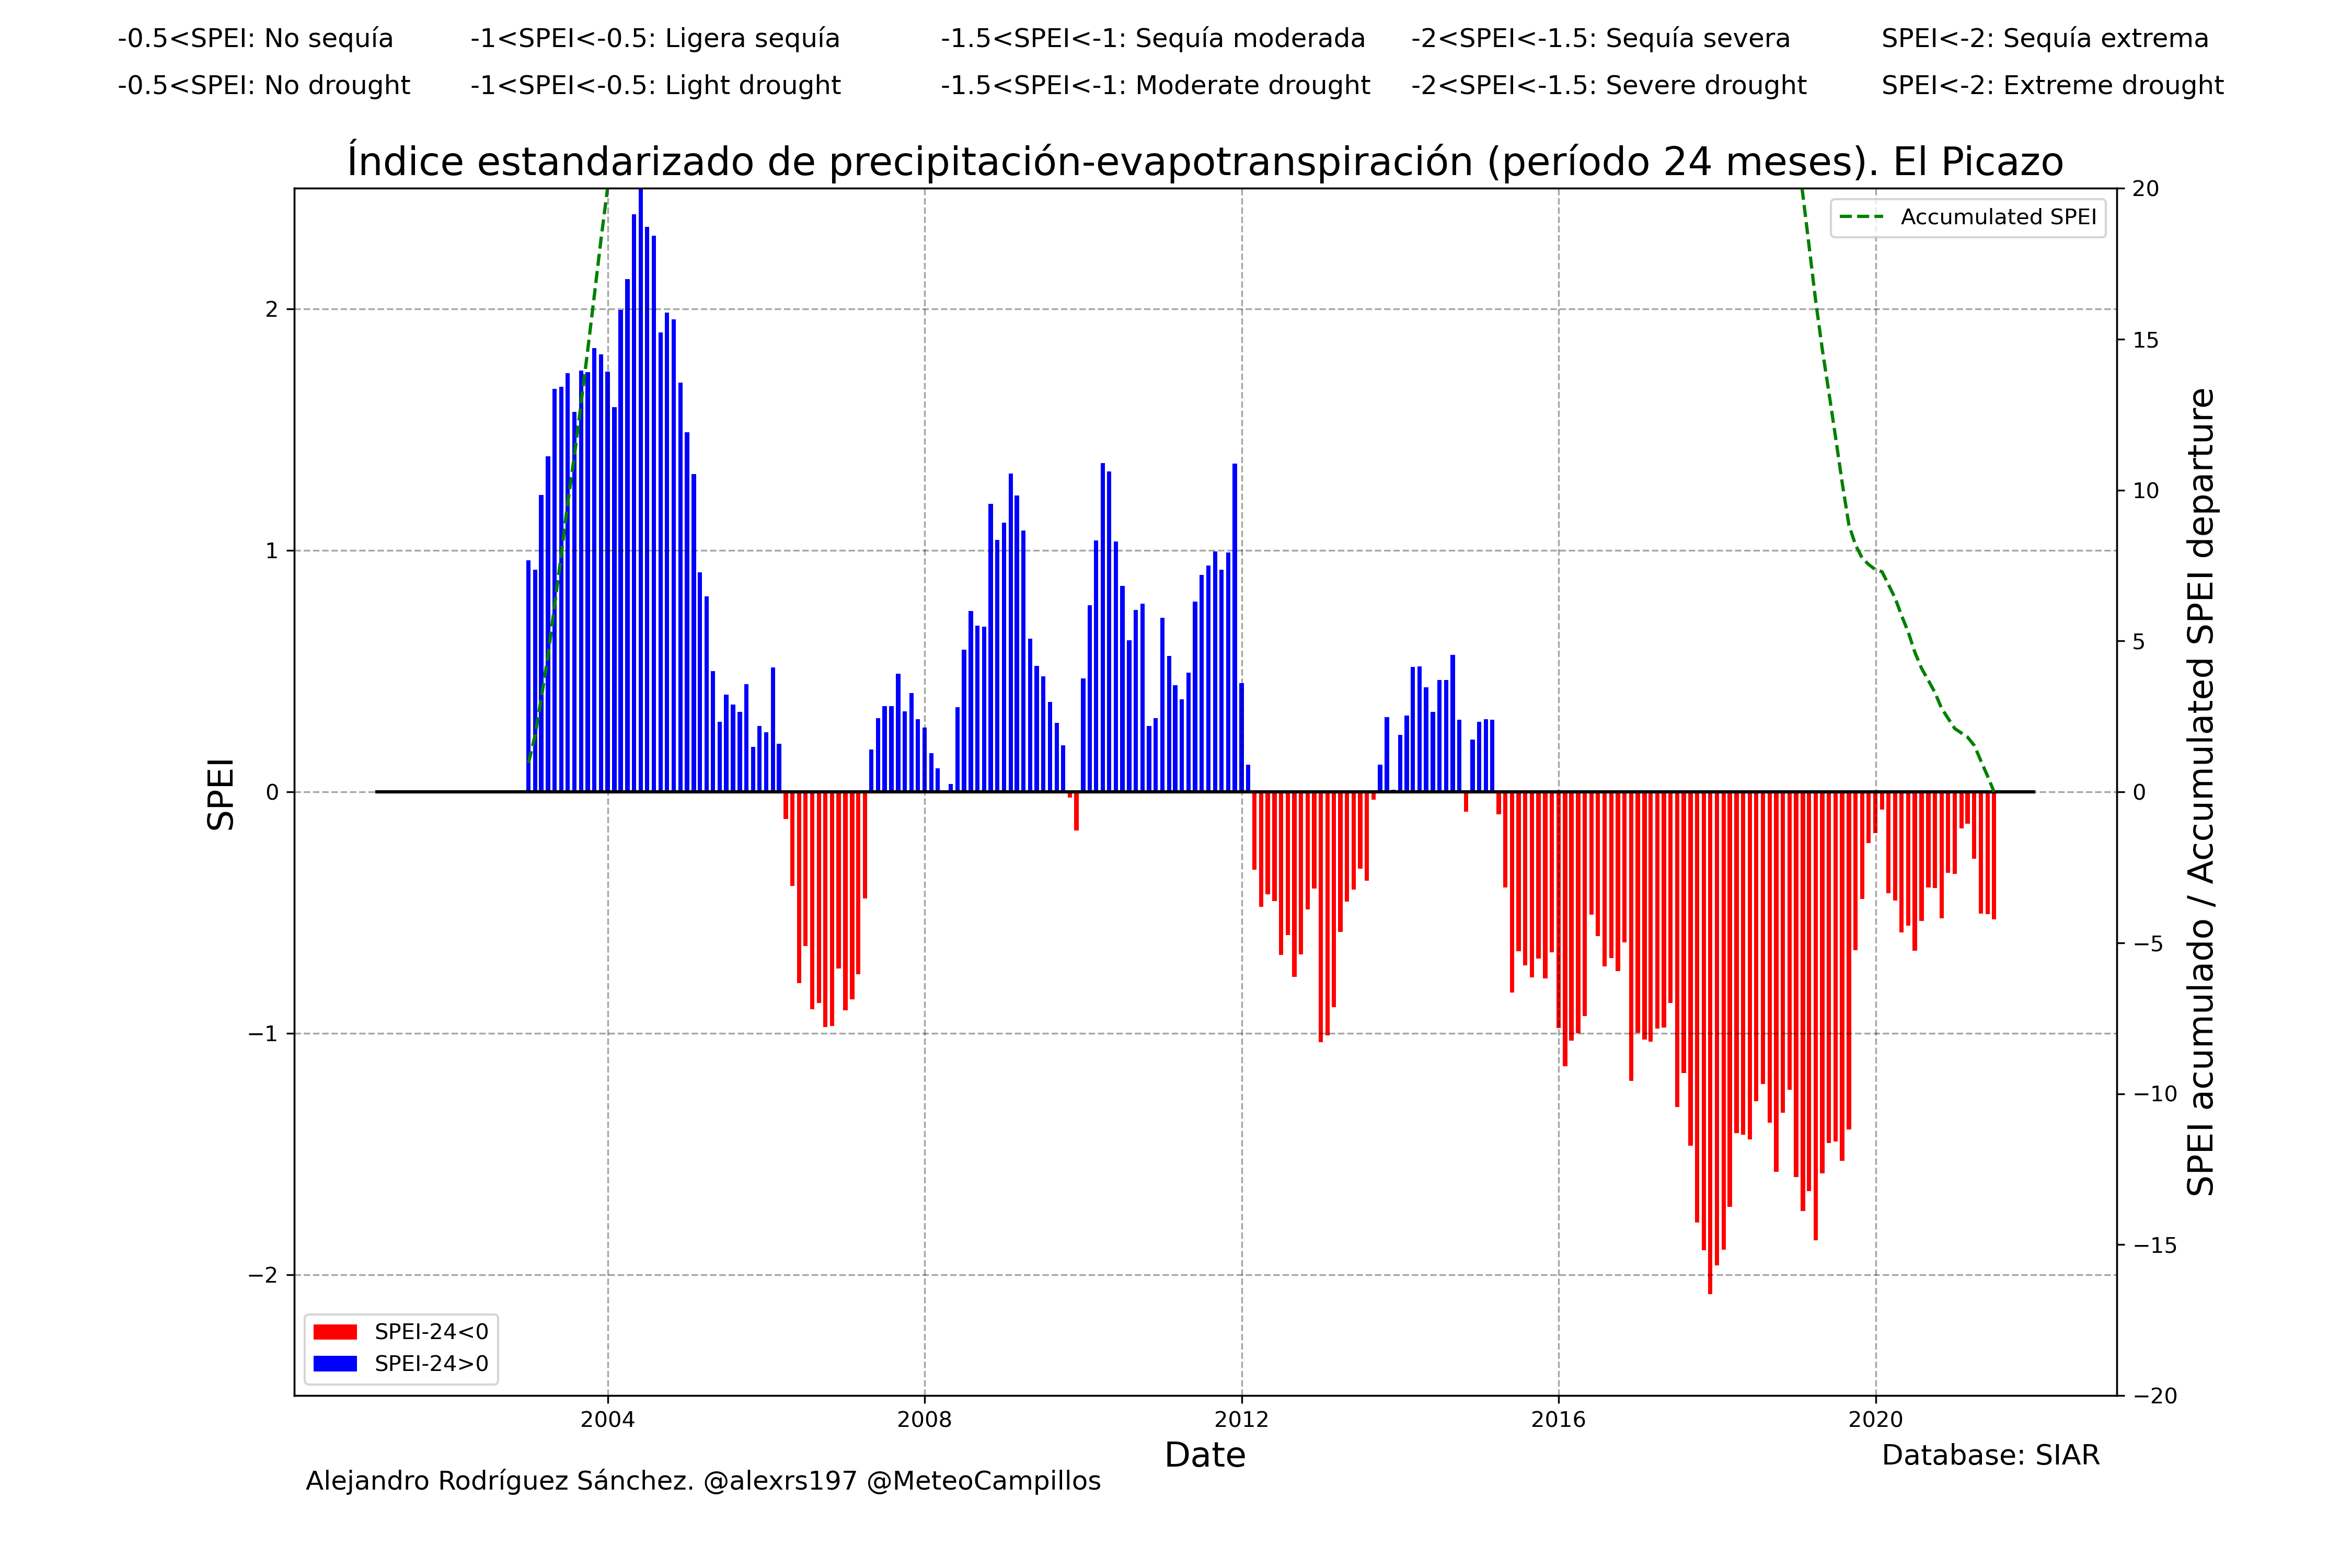 -0.5<SPEI: No sequía -1<SPEI<-0.5: Ligera sequía -1.5<SPEI<-1: Sequía moderada -2<SPEI<-1.5: Sequía severa SPEI<-2: Sequía extrema
-0.5<SPEI: No drought -1<SPEI<-0.5: Light drought -1.5<SPEI<-1: Moderate drought -2<SPEI<-1.5: Severe drought SPEI<-2: Extreme drought
Índice estandarizado de precipitación-evapotranspiración (período 24 meses). El Picazo
Accumulated SPEI
2
1
0
−1
−2
SPEI
20
15
10
5
0
−5
−10
−15
−20
SPEI acumulado / Accumulated SPEI departure
SPEI-24<0
SPEI-24>0
2004 2008 2012 2016 2020
Date
Database: SIAR
Alejandro Rodríguez Sánchez. @alexrs197 @MeteoCampillos